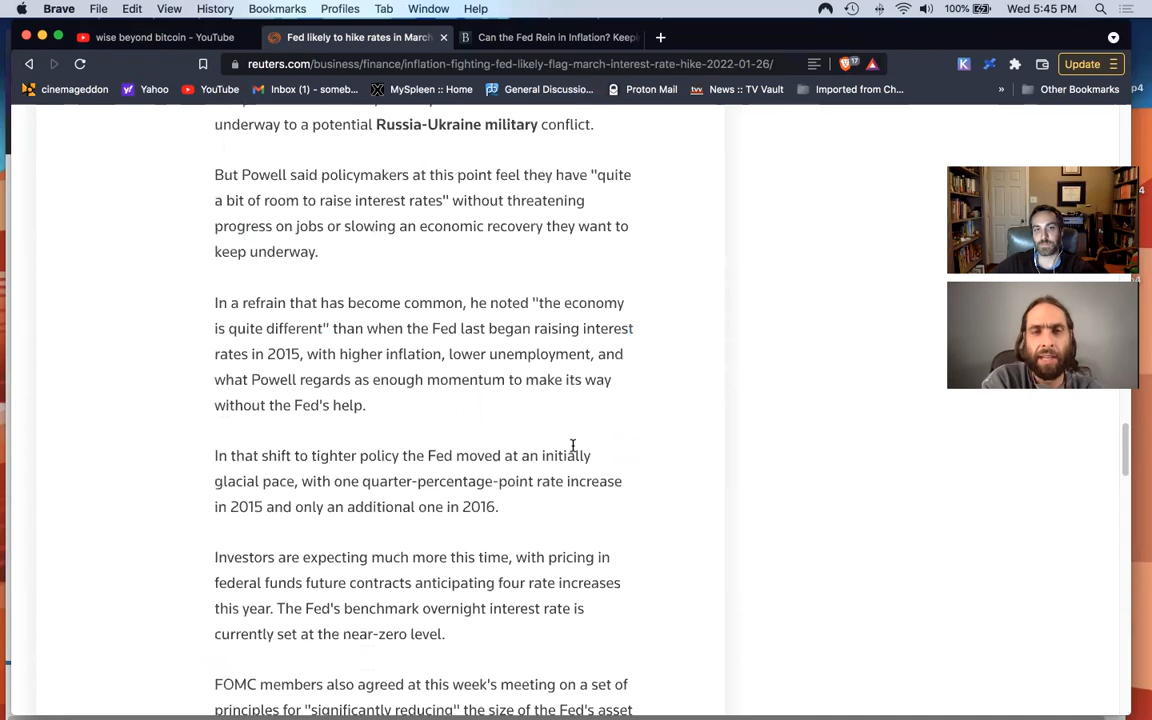 Brave File Edit View History Bookmarks Profiles Tab Window Help 100% Wed 5:45 PM
wise beyond bitcoin - YouTube Fed likely to hike rates in March Can the Fed Rein in Inflation? Keepi
reuters.com/business/finance/inflation-fighting-fed-likely-flag-march-interest-rate-hike-2022-01-26/ 17 K Update
cinemageddon Yahoo YouTube Inbox (1) - someb... MySpleen :: Home General Discussio... Proton Mail tvv News :: TV Vault Imported from Ch... » Other Bookmarks p4
underway to a potential Russia-Ukraine military conflict.
But Powell said policymakers at this point feel they have "quite
a bit of room to raise interest rates" without threatening
progress on jobs or slowing an economic recovery they want to
keep underway.
In a refrain that has become common, he noted "the economy
is quite different" than when the Fed last began raising interest
rates in 2015, with higher inflation, lower unemployment, and
what Powell regards as enough momentum to make its way
without the Fed's help.
In that shift to tighter policy the Fed moved at an initially
glacial pace, with one quarter-percentage-point rate increase
in 2015 and only an additional one in 2016.
Investors are expecting much more this time, with pricing in
federal funds future contracts anticipating four rate increases
this year. The Fed's benchmark overnight interest rate is
currently set at the near-zero level.
FOMC members also agreed at this week's meeting on a set of
principles for "significantly reducing" the size of the Fed's asset